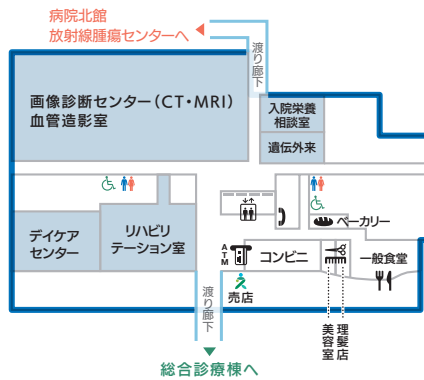 病院北館
放射線腫瘍センターへ
渡り廊下
画像診断センター（CT・MRI）
血管造影室
入院栄養
相談室
遺伝外来
ベーカリー
デイケア
センター
リハビリ
テーション室
ATM
コンビニ
一般食堂
売店
渡り廊下
美容室
理髪店
総合診療棟へ